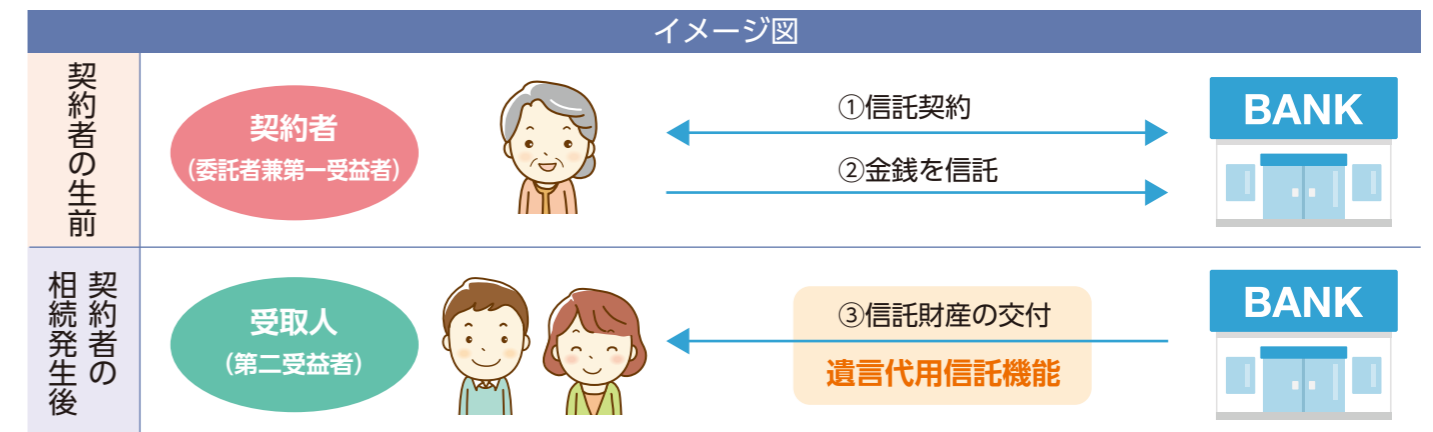 イメージ図
契約者の生前
契約者
(委託者兼第一受益者)
①信託契約
②金銭を信託
BANK
契約者の
相続発生後
受取人
(第二受益者)
③信託財産の交付
遺言代用信託機能
BANK